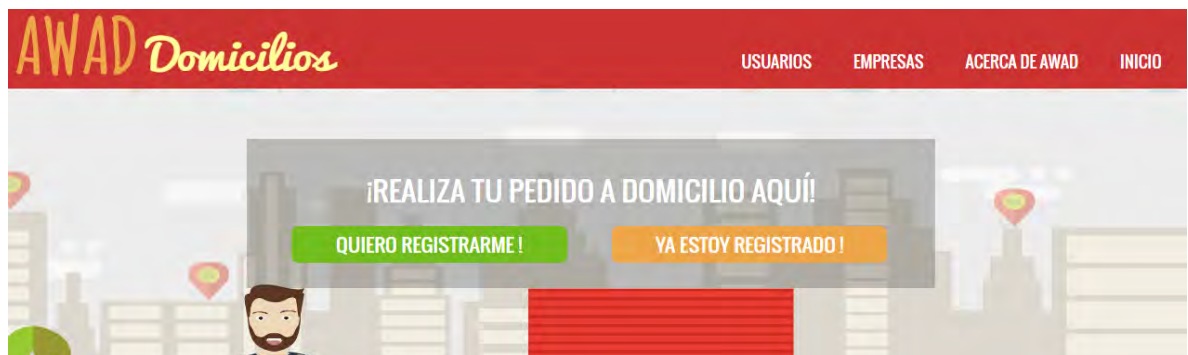 AWAD Domicilios
USUARIOS EMPRESAS ACERCA DE AWAD INICIO
¡REALIZA TU PEDIDO A DOMICILIO AQUÍ!
QUIERO REGISTRARME ! YA ESTOY REGISTRADO !